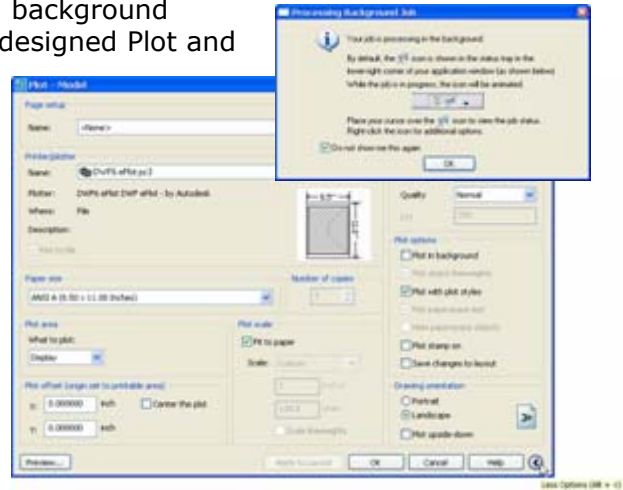 background
designed Plot and
Processing Background Job
Your job is processing in the background.
By default, the icon is shown in the status tray in the
lower-right corner of your application window (as shown below)
While the job is in progress, the icon will be animated.
Place your cursor over the icon to view the job status.
Right-click the icon for additional options.
Do not show me this again
OK
Plot - Model
Page setup
Name: <None>
Printer/plotter
Name: DWF6 ePlot.pc3
Plotter: DWF6 ePlot DWF ePlot - by Autodesk
Where: File
Description:
Plot to file
8.5"
Paper size
ANSI A (8.50 x 11.00 Inches)
Number of copies
1
Plot area
What to plot:
Display
Plot scale
Fit to paper
Scale: Custom
Plot offset (origin set to printable area)
X: 0.000000 inch
Center the plot
Y: 0.000000 inch
Scale lineweights
Quality Normal
Plot options
Plot in background
Plot object lineweights
Plot with plot styles
Plot paperspace last
Hide paperspace objects
Plot stamp on
Save changes to layout
Drawing orientation
Portrait
Landscape
Plot upside-down
Preview...
Apply to Layout
OK
Cancel
Help
Less Options (Alt + <)